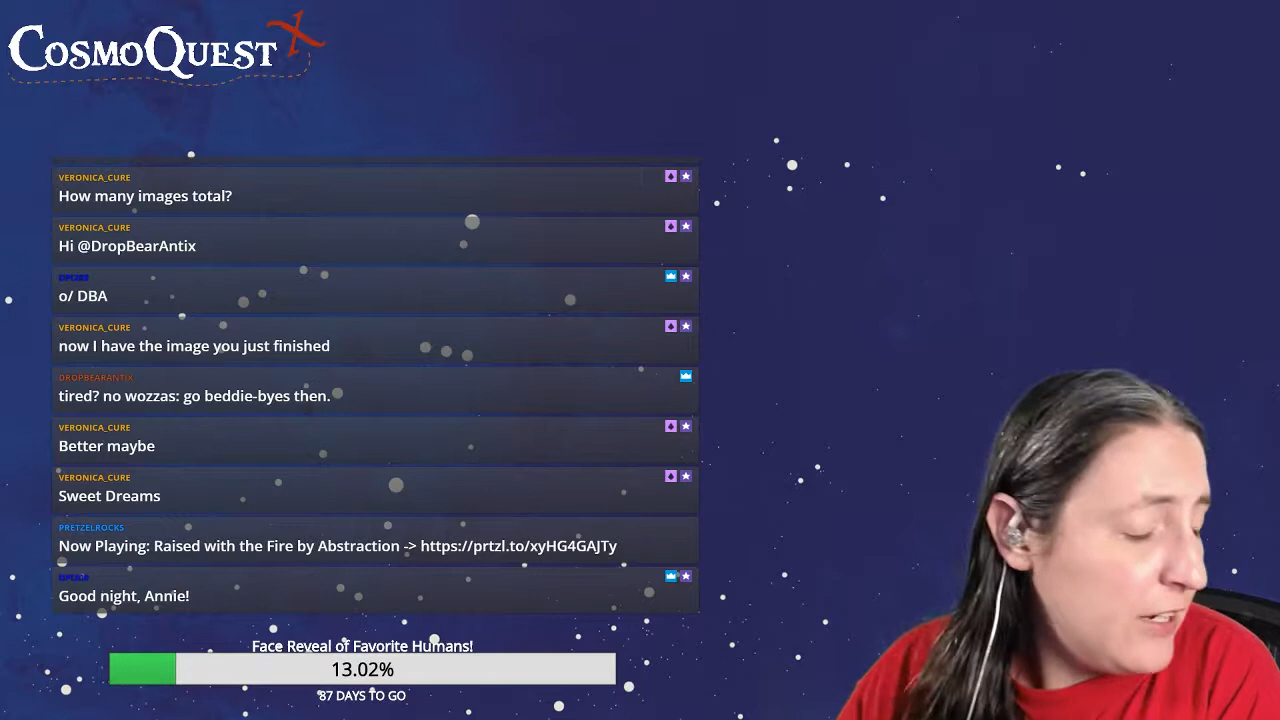 CosmoQuest X
VERONICA_CURE
How many images total?
VERONICA_CURE
Hi @DropBearAntix
o/ DBA
VERONICA_CURE
now I have the image you just finished
DROPBEARANTIX
tired? no wozzas: go beddie-byes then.
VERONICA_CURE
Better maybe
VERONICA_CURE
Sweet Dreams
PRETZELROCKS
Now Playing: Raised with the Fire by Abstraction -> https://prtzl.to/xyHG4GAJTy
Good night, Annie!
Face Reveal of Favorite Humans!
13.02%
87 DAYS TO GO